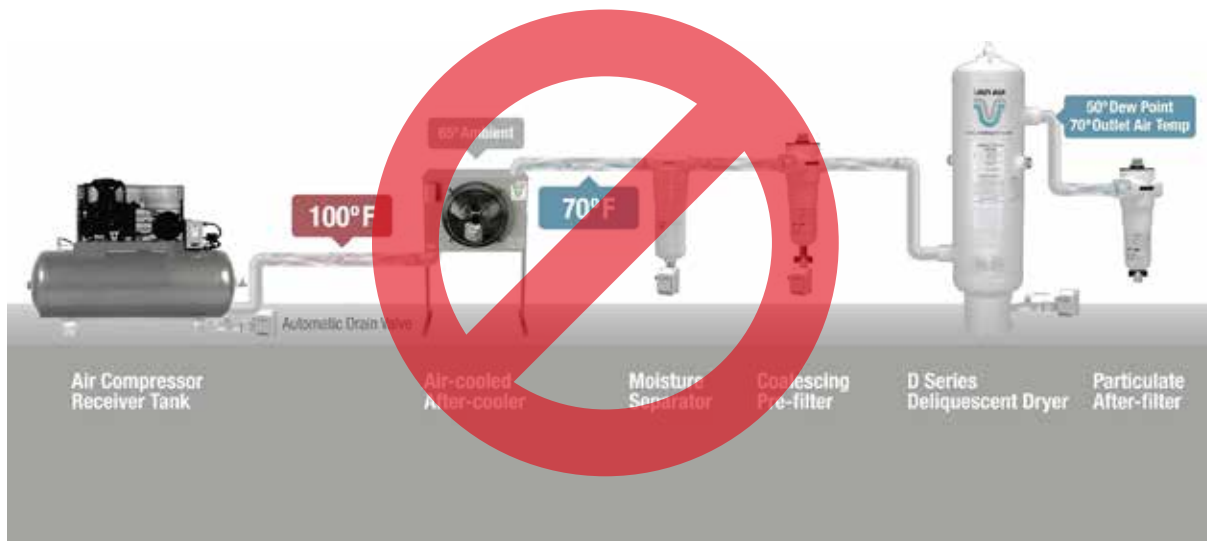 65° Ambient
50° Dew Point
70° Outlet Air Temp
100° F
70° F
Automatic Drain Valve
Air Compressor
Receiver Tank
Air-cooled
After-cooler
Moisture
Separator
Coalescing
Pre-filter
D Series
Deliquescent Dryer
Particulate
After-filter